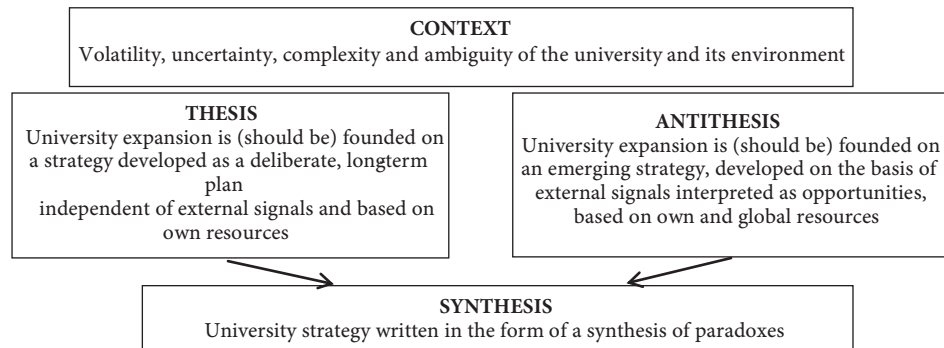 CONTEXT
Volatility, uncertainty, complexity and ambiguity of the university and its environment
THESIS
University expansion is (should be) founded on
a strategy developed as a deliberate, longterm
plan
independent of external signals and based on
own resources
ANTITHESIS
University expansion is (should be) founded on
an emerging strategy, developed on the basis of
external signals interpreted as opportunities,
based on own and global resources
SYNTHESIS
University strategy written in the form of a synthesis of paradoxes